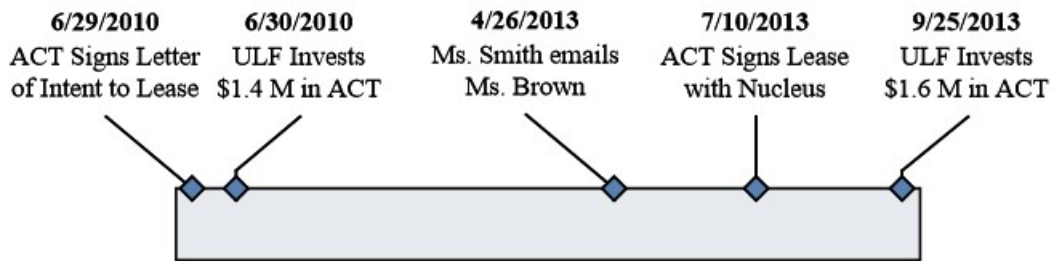 6/29/2010
ACT Signs Letter
of Intent to Lease
6/30/2010
ULF Invests
$1.4 M in ACT
4/26/2013
Ms. Smith emails
Ms. Brown
7/10/2013
ACT Signs Lease
with Nucleus
9/25/2013
ULF Invests
$1.6 M in ACT